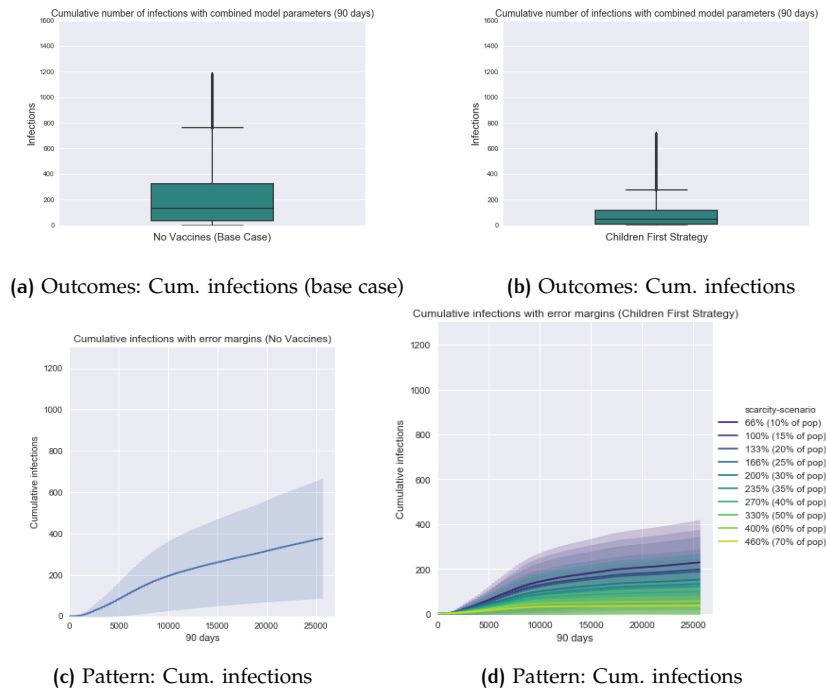 Cumulative number of infections with combined model parameters (90 days)
1600
1400
1200
1000
800
600
400
200
0
Infections
No Vaccines (Base Case)
(a) Outcomes: Cum. infections (base case)
Cumulative number of infections with combined model parameters (90 days)
1600
1400
1200
1000
800
600
400
200
0
Infections
Children First Strategy
(b) Outcomes: Cum. infections
Cumulative infections with error margins (No Vaccines)
1200
1000
800
600
400
200
0
Cumulative infections
0 5000 10000 15000 20000 25000
90 days
(c) Pattern: Cum. infections
Cumulative infections with error margins (Children First Strategy)
1200
1000
800
600
400
200
0
Cumulative infections
0 5000 10000 15000 20000 25000
90 days
scarcity-scenario
66% (10% of pop)
100% (15% of pop)
133% (20% of pop)
166% (25% of pop)
200% (30% of pop)
235% (35% of pop)
270% (40% of pop)
330% (50% of pop)
400% (60% of pop)
460% (70% of pop)
(d) Pattern: Cum. infections